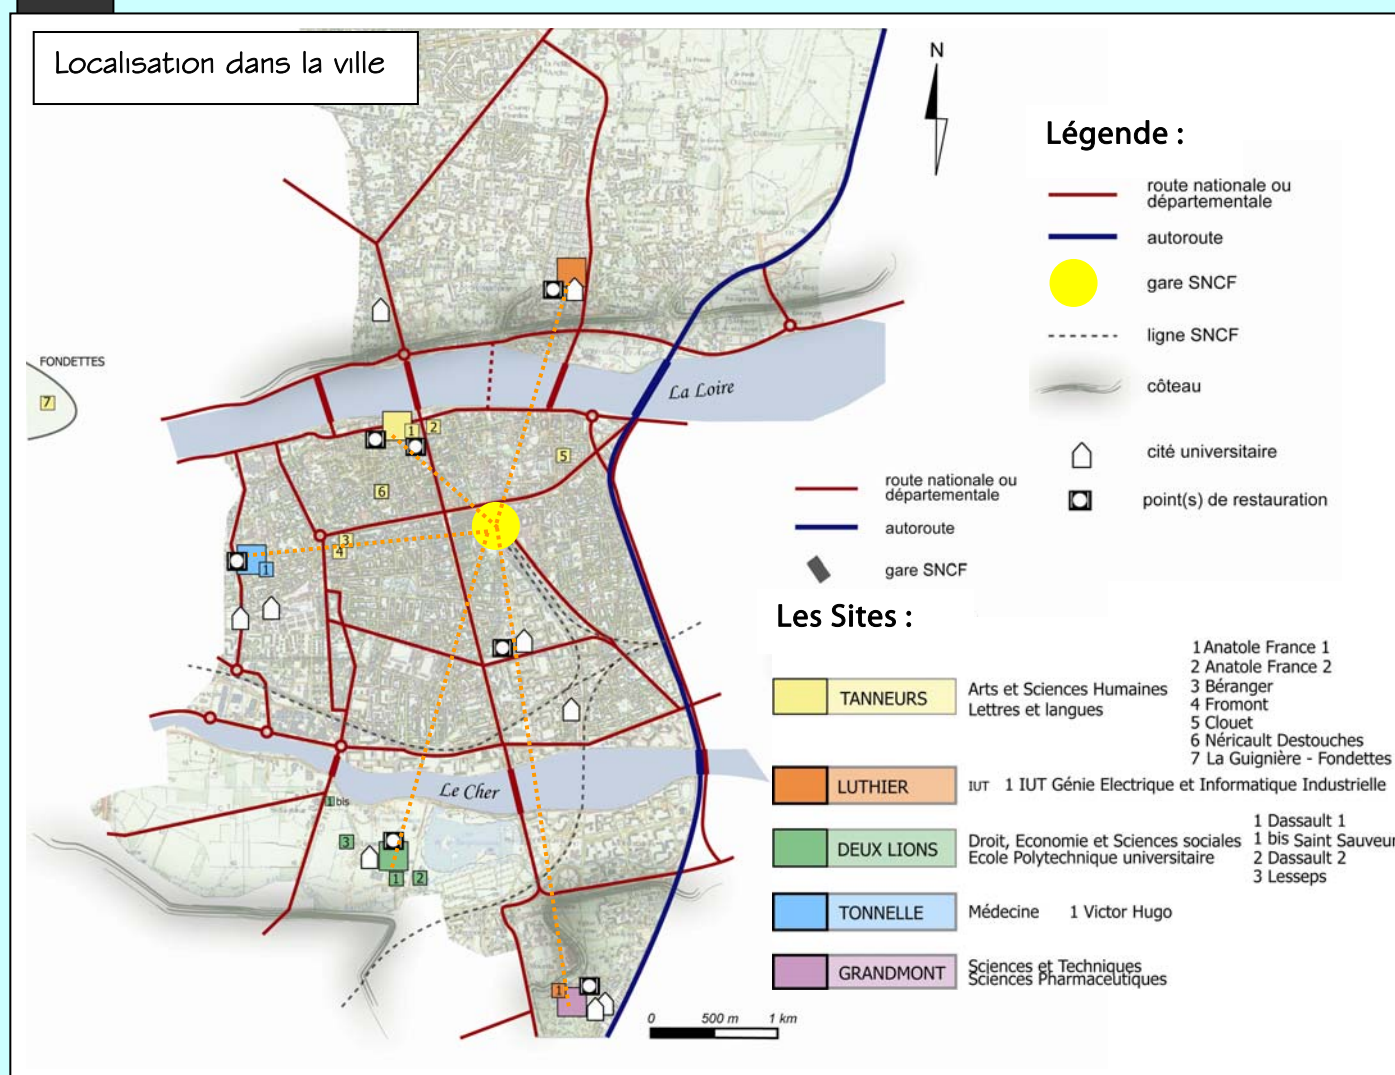 Localisation dans la ville
N
Légende :
route nationale ou
départementale
autoroute
gare SNCF
ligne SNCF
côteau
cité universitaire
point(s) de restauration
FONDETTES
7
La Loire
1
2
5
6
3
4
1
route nationale ou
départementale
autoroute
gare SNCF
Le Cher
1 bis
3
1
2
1
0 500 m 1 km
Les Sites :
TANNEURS
Arts et Sciences Humaines
Lettres et langues
1 Anatole France 1
2 Anatole France 2
3 Béranger
4 Fromont
5 Clouet
6 Néricault Destouches
7 La Guignière - Fondettes
LUTHIER
IUT 1 IUT Génie Electrique et Informatique Industrielle
DEUX LIONS
Droit, Economie et Sciences sociales
Ecole Polytechnique universitaire
1 Dassault 1
1 bis Saint Sauveur
2 Dassault 2
3 Lesseps
TONNELLE
Médecine 1 Victor Hugo
GRANDMONT
Sciences et Techniques
Sciences Pharmaceutiques